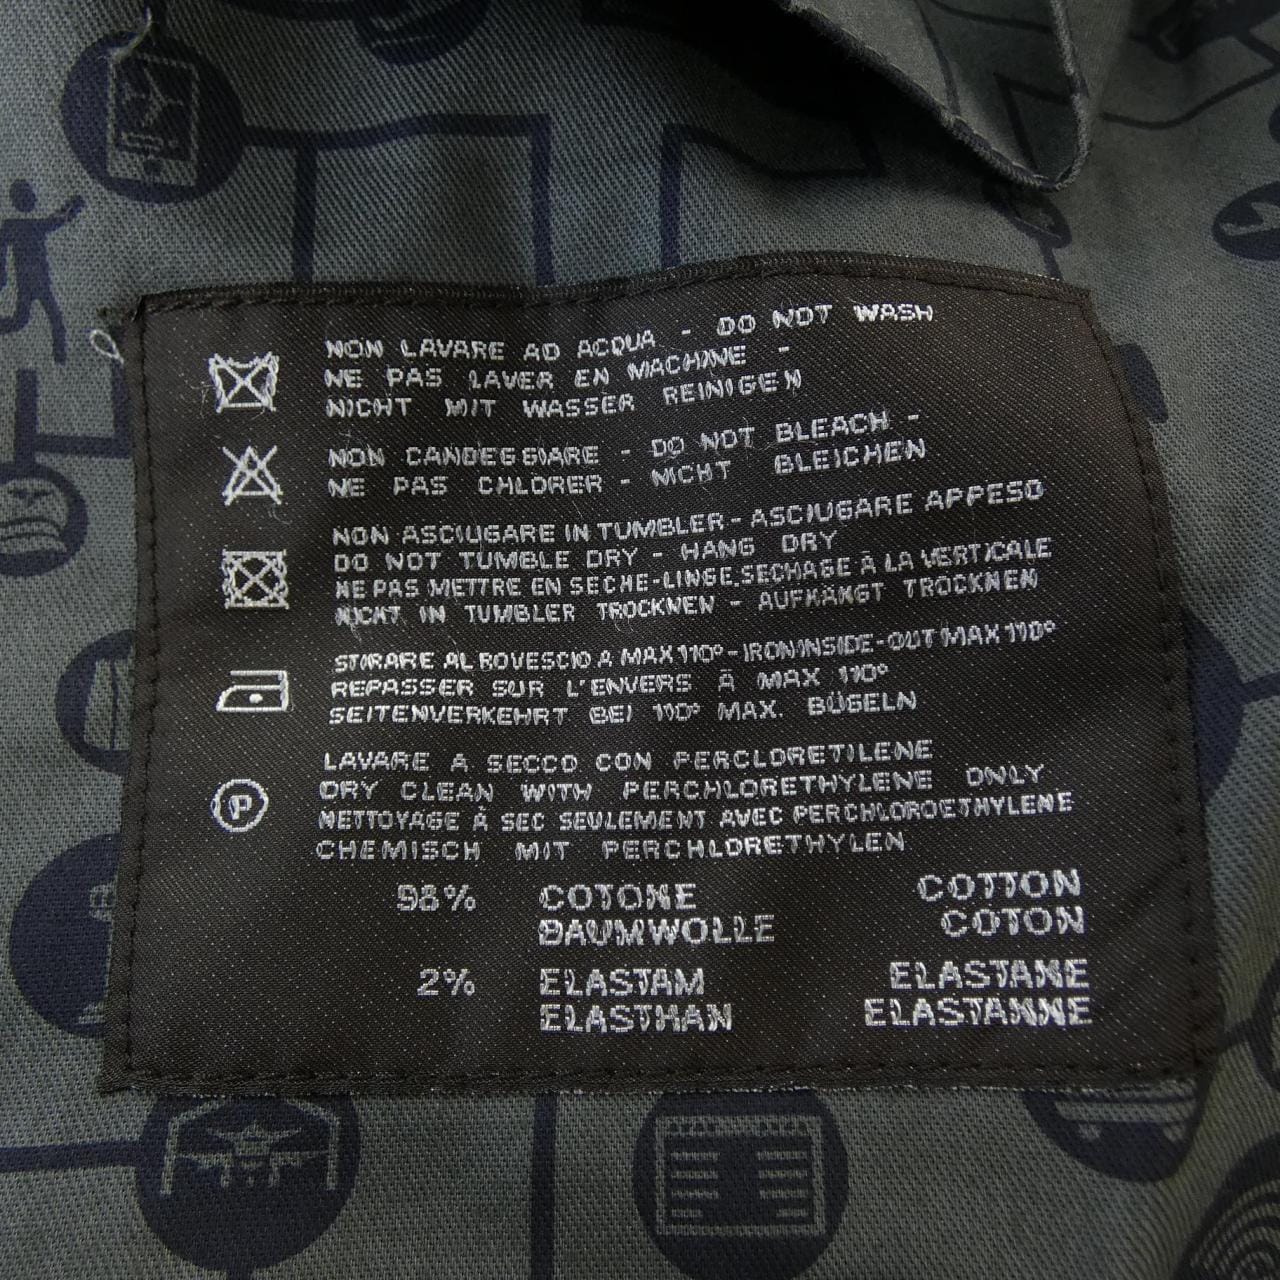 NON LAVARE AD ACQUA - DO NOT WASH
NE PAS LAVER EN MACHINE -
NICHT MIT WASSER REINIGEN
NON CANDEGGIARE - DO NOT BLEACH -
NE PAS CHLORER - NICHT BLEICHEN
NON ASCIUGARE IN TUMBLER - ASCIUGARE APPESO
DO NOT TUMBLE DRY - HANG DRY
NE PAS METTRE EN SECHE-LINGE.SECHAGE À LA VERTICALE
NICHT IN TUMBLER TROCKNEN - AUFHÄNGT TROCKNEN
STIRARE AL ROVESCIO A MAX 110° - IRON INSIDE-OUT MAX 110°
REPASSER SUR L'ENVERS À MAX 110°
SEITENVERKEHRT BEI 110° MAX. BÜGELN
LAVARE A SECCO CON PERCLORETILENE
P DRY CLEAN WITH PERCHLORETHYLENE ONLY
NETTOYAGE À SEC SEULEMENT AVEC PERCHLOROETHYLENE
CHEMISCH MIT PERCHLORETHYLEN
98% COTONE COTTON
BAUMWOLLE COTON
2% ELASTAM ELASTANE
ELASTHAN ELASTANNE